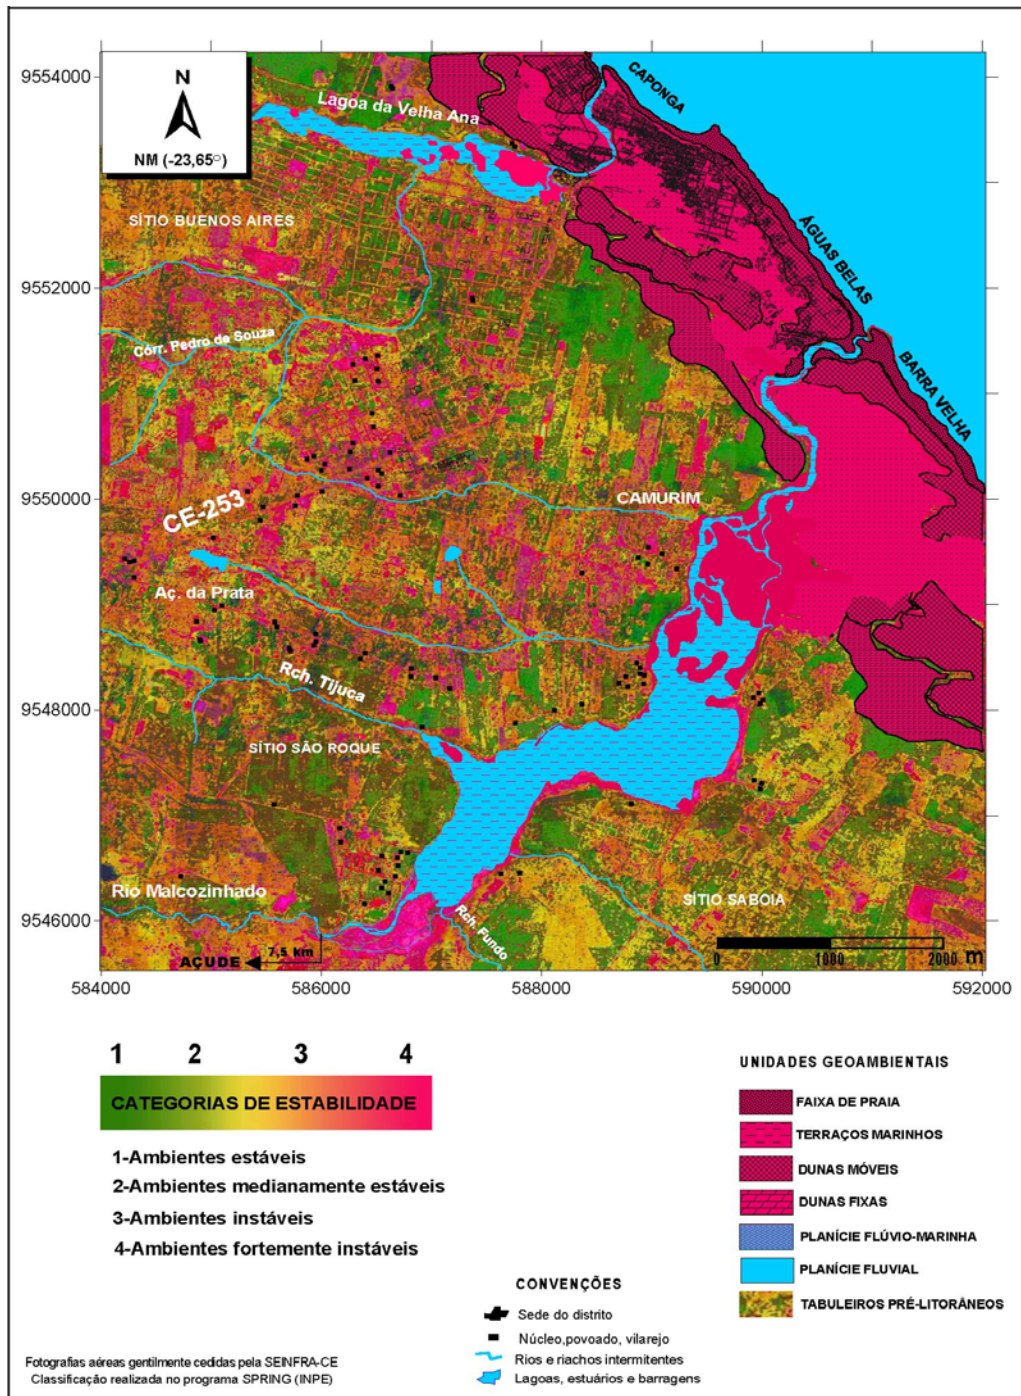 9554000
9552000
9550000
9548000
9546000
N
NM (-23,65º)
Lagoa da Velha Ana
CAPONGA
SÍTIO BUENOS AIRES
ÁGUAS BELAS
Córr. Pedro de Souza
BARRA VELHA
CE-253
CAMURIM
Aç. da Prata
Rch. Tijuca
SÍTIO SÃO ROQUE
Rio Malcozinhado
SÍTIO SABOIA
Rch. Fundo
7,5 km
AÇUDE
0 1000 2000 m
584000 586000 588000 590000 592000
1 2 3 4
CATEGORIAS DE ESTABILIDADE
1-Ambientes estáveis
2-Ambientes medianamente estáveis
3-Ambientes instáveis
4-Ambientes fortemente instáveis
UNIDADES GEOAMBIENTAIS
FAIXA DE PRAIA
TERRAÇOS MARINHOS
DUNAS MÓVEIS
DUNAS FIXAS
PLANÍCIE FLÚVIO-MARINHA
PLANÍCIE FLUVIAL
TABULEIROS PRÉ-LITORÂNEOS
CONVENÇÕES
Sede do distrito
Núcleo,povoado, vilarejo
Rios e riachos intermitentes
Lagoas, estuários e barragens
Fotografias aéreas gentilmente cedidas pela SEINFRA-CE
Classificação realizada no programa SPRING (INPE)